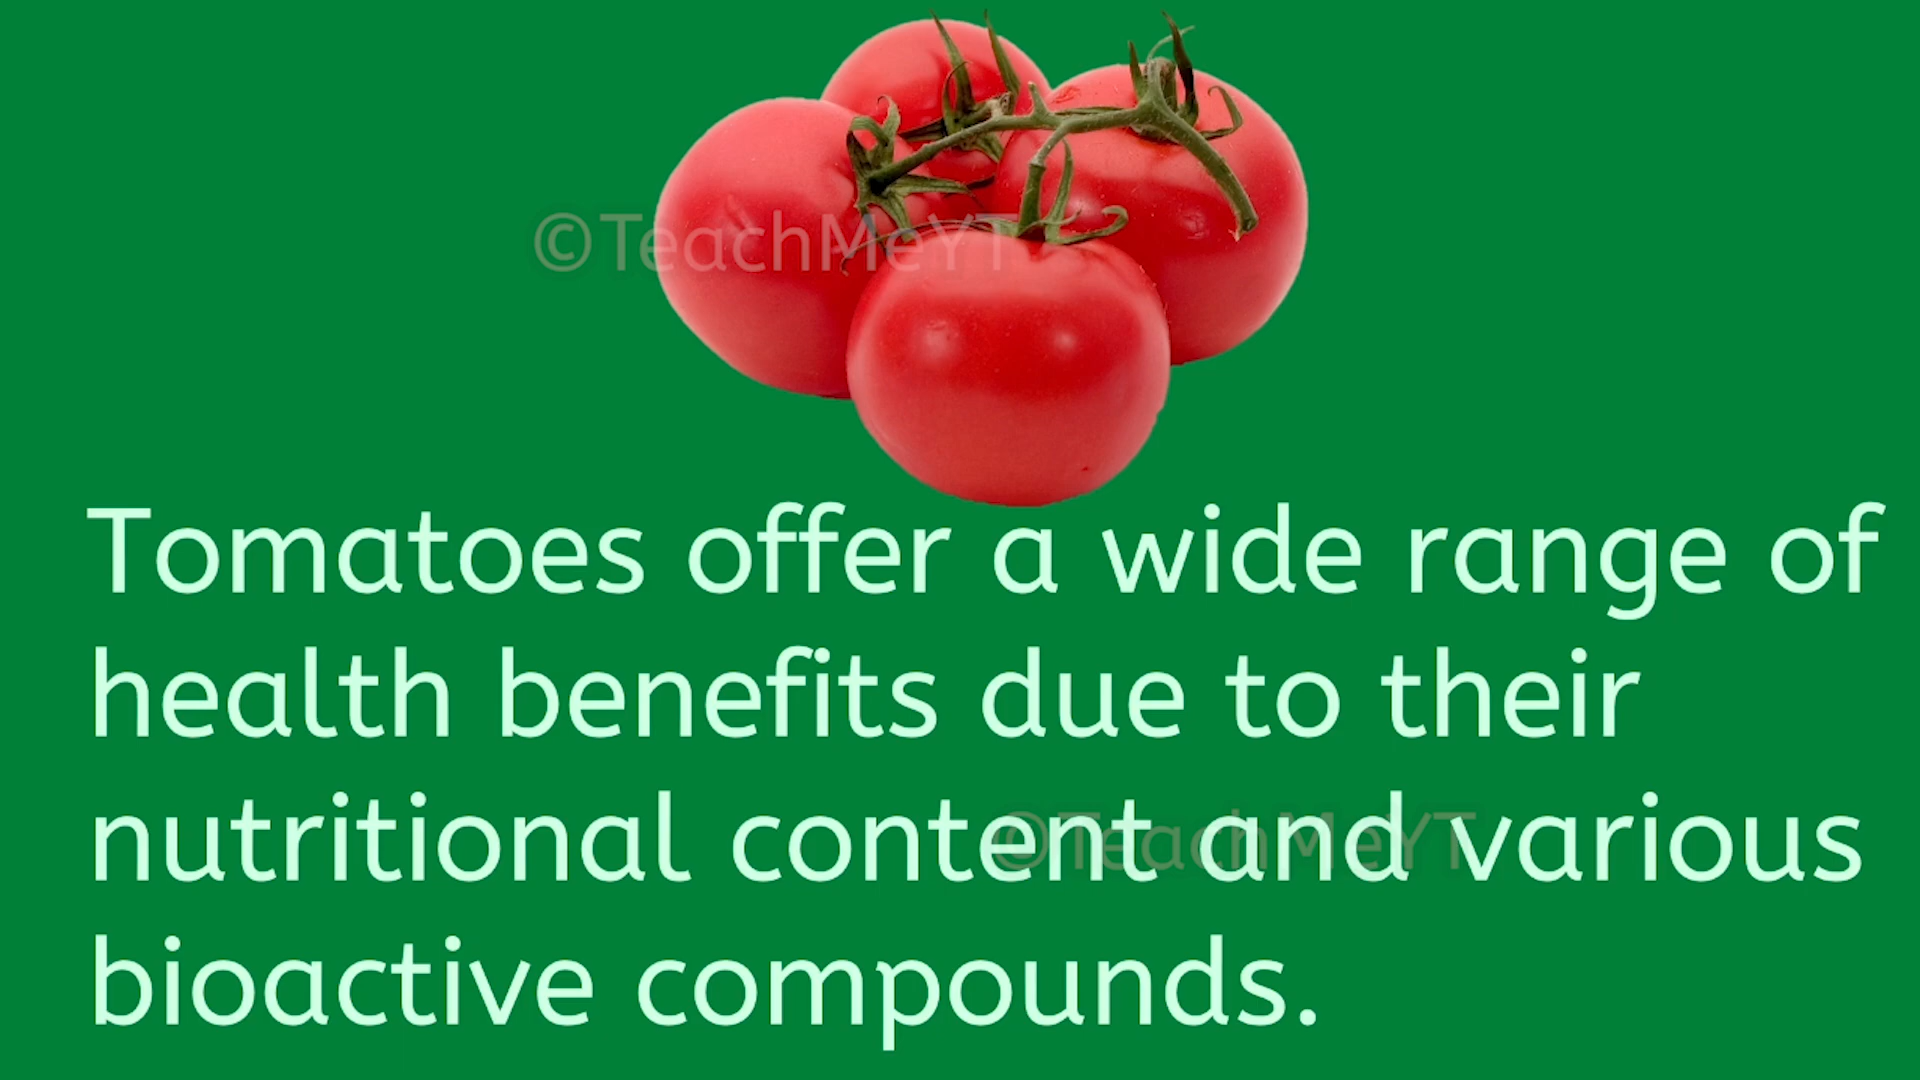 ©TeachMeYT
Tomatoes offer a wide range of
health benefits due to their
nutritional content and various
©TeachMeYT
bioactive compounds.